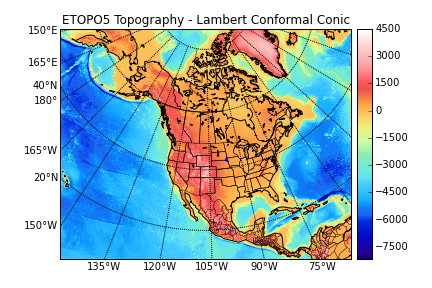 ETOPO5 Topography - Lambert Conformal Conic
150°E
165°E
40°N
180°
165°W
20°N
150°W
135°W 120°W 105°W 90°W 75°W
4500
3000
1500
0
−1500
−3000
−4500
−6000
−7500